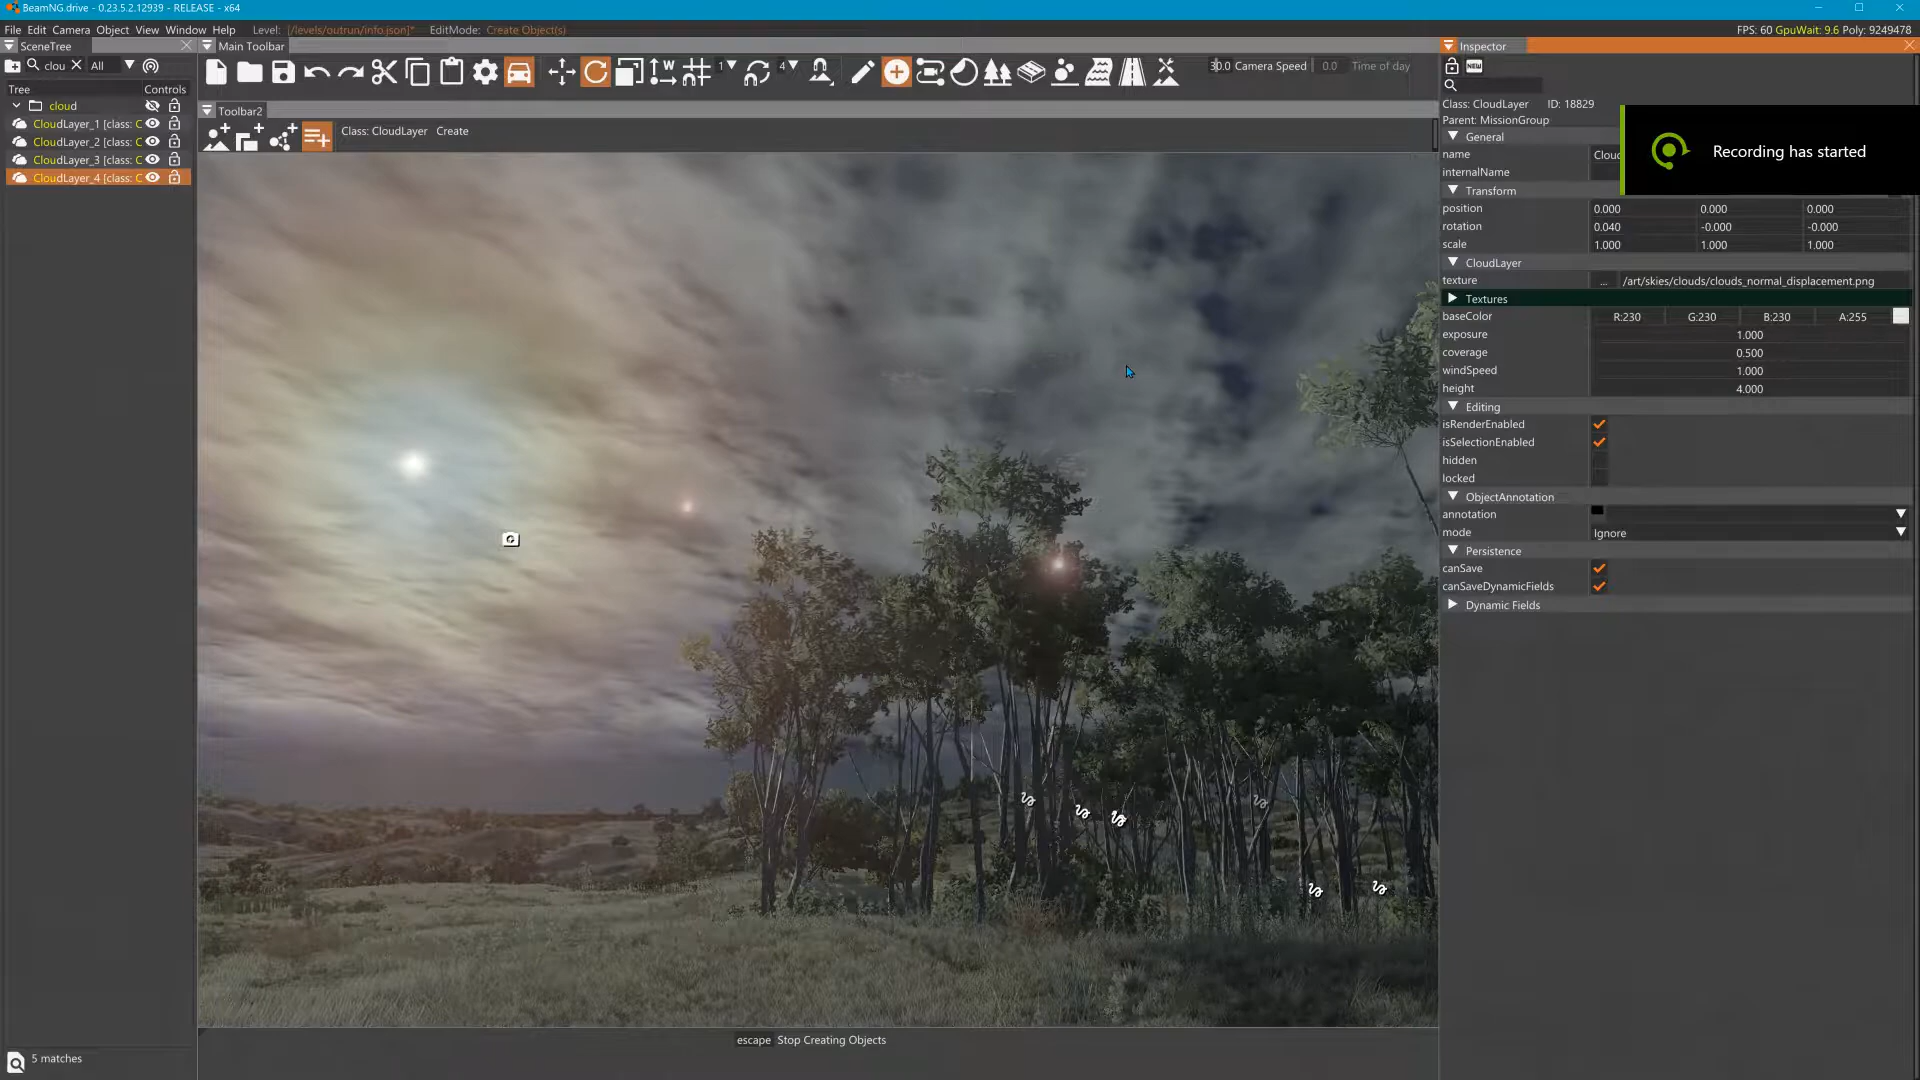 BeamNG.drive - 0.23.5.2.12939 - RELEASE - x64
File Edit Camera Object View Window Help Level: [/levels/outrun/info.json]* EditMode: Create Object(s) FPS: 60 GpuWait: 9.6 Poly: 9249478
SceneTree Main Toolbar Inspector
clou All 1 4 30.0 Camera Speed 0.0 Time of day NEW
Tree Controls
cloud
CloudLayer_1 [class: C
CloudLayer_2 [class: C
CloudLayer_3 [class: C
CloudLayer_4 [class: C
Toolbar2
Class: CloudLayer Create
Class: CloudLayer ID: 18829
Parent: MissionGroup
General
name Clou
internalName
Recording has started
Transform
position 0.000 0.000 0.000
rotation 0.040 -0.000 -0.000
scale 1.000 1.000 1.000
CloudLayer
texture ... /art/skies/clouds/clouds_normal_displacement.png
Textures
baseColor R:230 G:230 B:230 A:255
exposure 1.000
coverage 0.500
windSpeed 1.000
height 4.000
Editing
isRenderEnabled
isSelectionEnabled
hidden
locked
ObjectAnnotation
annotation
mode Ignore
Persistence
canSave
canSaveDynamicFields
Dynamic Fields
escape Stop Creating Objects
5 matches